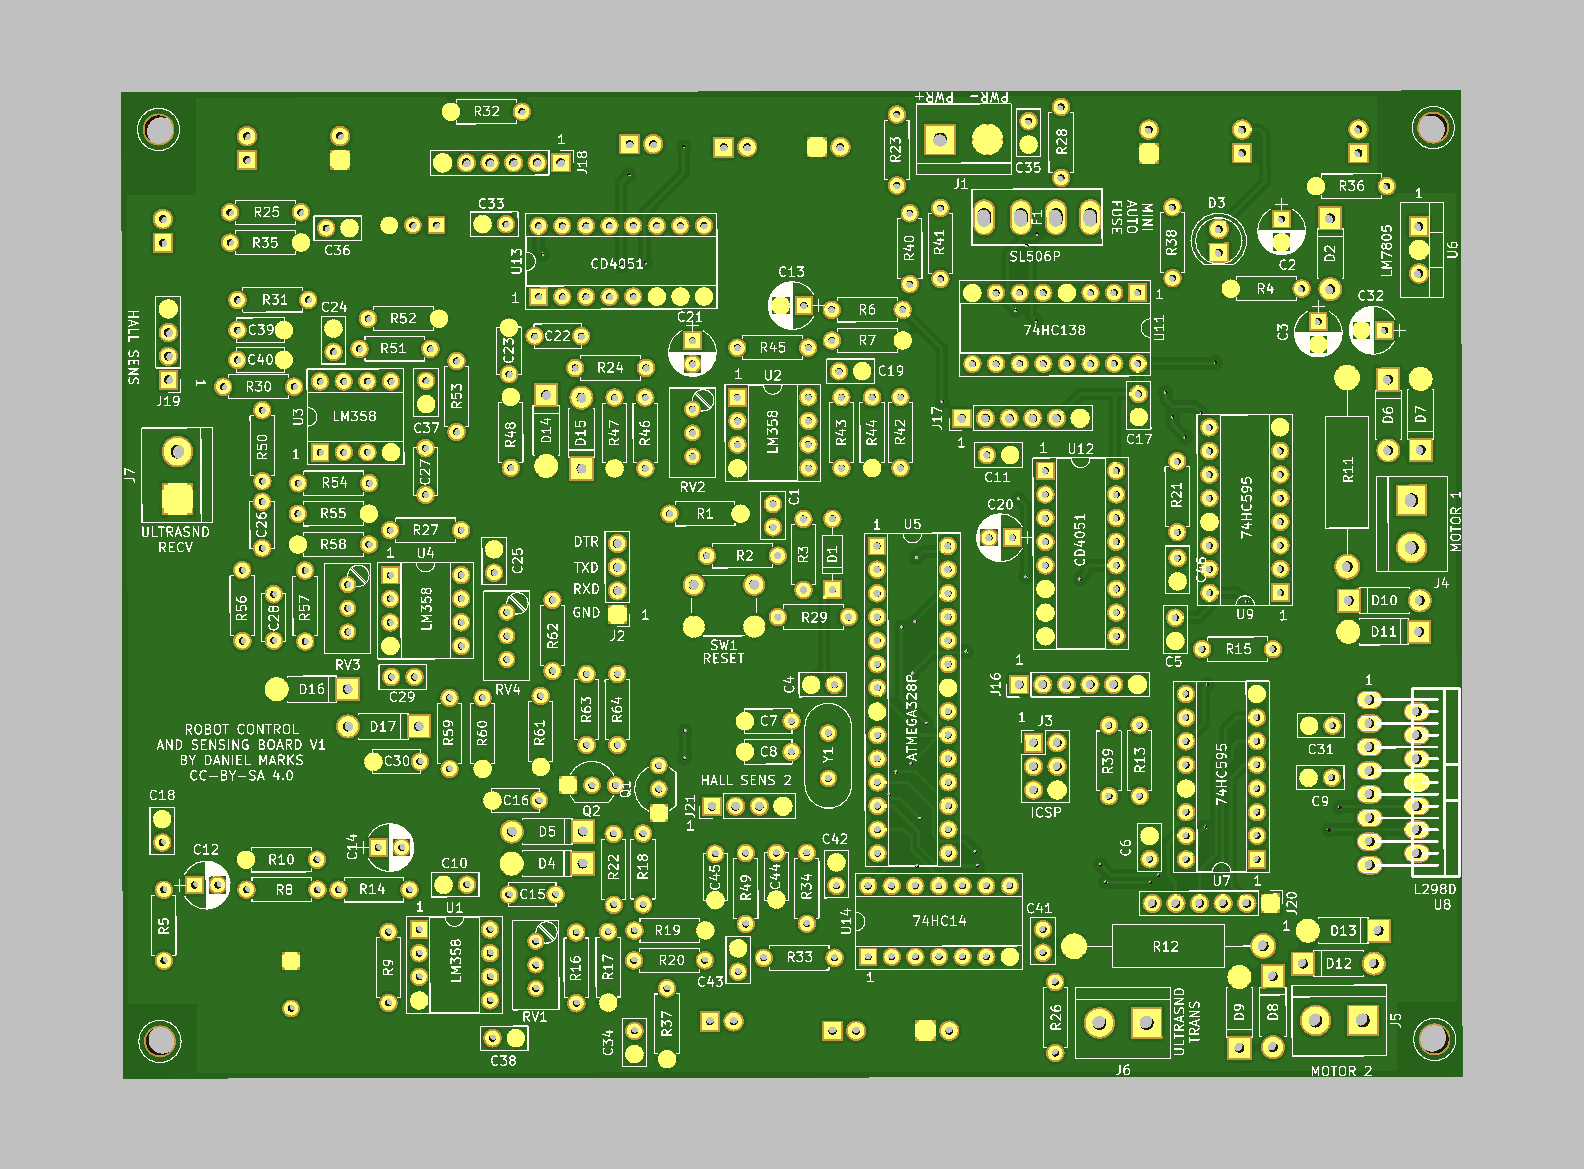 PWR+ PWR-
R32
1
J18
R23
J1
C35
R28
R36
1
R25
R35
C36
C33
U13
CD4051
1
R40
R41
F1
SL506P
MINI
AUTO
FUSE
R38
D3
C2
D2
LM7805
U6
R4
HALL SENS
1
J19
R31
C39
C40
R30
C24
R52
R51
R53
C23
C22
R24
C21
C13
R6
R7
R45
C19
74HC138
1
U11
C3
C32
U3
LM358
1
C37
R50
R48
D14
D15
R47
R46
RV2
U2
1
LM358
R43
R44
R42
J17
1
C17
C11
U12
1
CD4051
C20
R21
C46
74HC595
U9
1
R11
D6
D7
MOTOR 1
J4
J7
ULTRASND
RECV
C26
C27
R54
R55
R58
R27
R1
C1
R2
R3
D1
DTR
TXD
RXD
GND
1
J2
SW1
RESET
R29
U5
1
ATMEGA328P
U4
1
LM358
C25
R56
C28
R57
RV3
RV4
R62
C29
D16
D17
C30
R59
R60
R61
R63
R64
C4
C7
C8
Y1
J16
1
J3
1
ICSP
R39
R13
C5
R15
D10
D11
74HC595
U7
1
C6
C31
C9
1
L298D
U8
ROBOT CONTROL
AND SENSING BOARD V1
BY DANIEL MARKS
CC-BY-SA 4.0
HALL SENS 2
J21
1
Q1
Q2
C16
D5
D4
C15
R22
R18
C18
C12
C14
R10
R8
R14
C10
R5
R9
U1
1
LM358
RV1
R16
R17
R19
R20
C45
R49
C44
R34
C42
U14
74HC14
1
C43
R33
C41
R12
J20
1
D13
D12
C38
C34
R37
R26
ULTRASND
TRANS
J6
D9
D8
J5
MOTOR 2